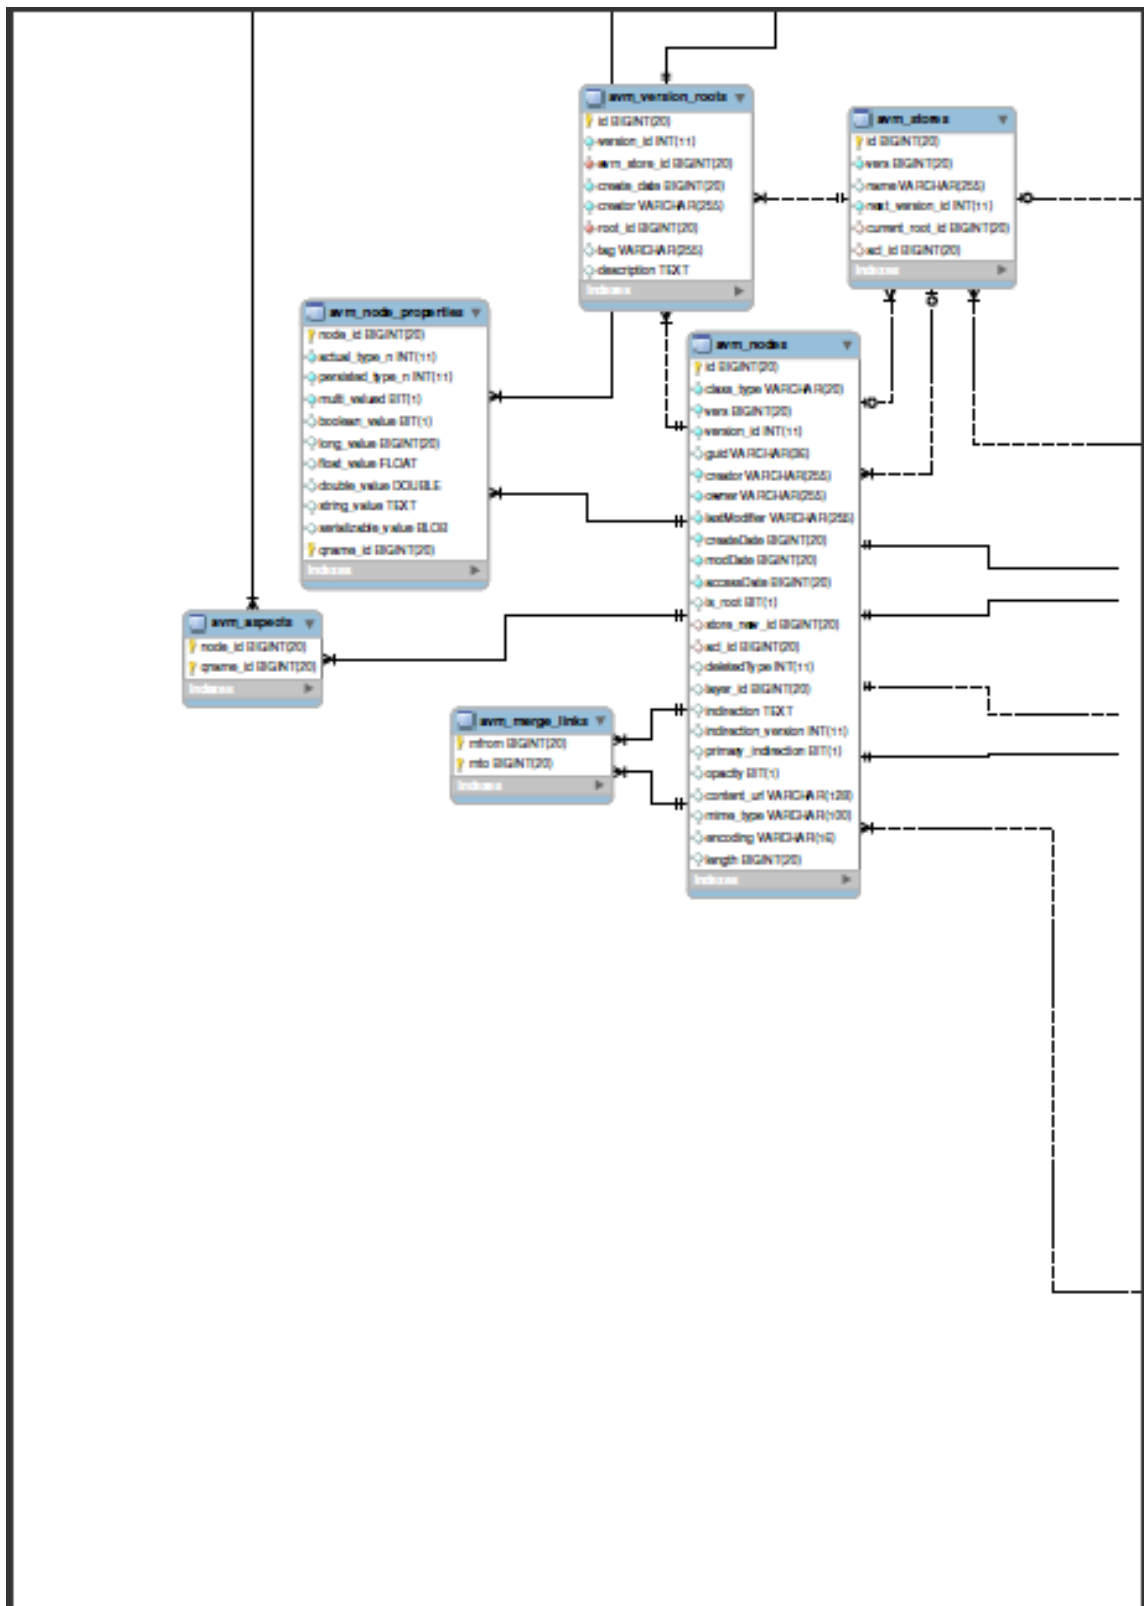 avm_version_roots
id BIGINT(20)
version_id INT(11)
avm_store_id BIGINT(20)
create_date BIGINT(20)
creator VARCHAR(255)
root_id BIGINT(20)
tag VARCHAR(255)
description TEXT
Indexes
avm_stores
id BIGINT(20)
vers BIGINT(20)
name VARCHAR(255)
next_version_id INT(11)
current_root_id BIGINT(20)
acl_id BIGINT(20)
Indexes
avm_node_properties
node_id BIGINT(20)
actual_type_n INT(11)
persisted_type_n INT(11)
multi_valued BIT(1)
boolean_value BIT(1)
long_value BIGINT(20)
float_value FLOAT
double_value DOUBLE
string_value TEXT
serializable_value BLOB
qname_id BIGINT(20)
Indexes
avm_nodes
id BIGINT(20)
class_type VARCHAR(20)
vers BIGINT(20)
version_id INT(11)
guid VARCHAR(36)
creator VARCHAR(255)
owner VARCHAR(255)
lastModifier VARCHAR(255)
createDate BIGINT(20)
modDate BIGINT(20)
accessDate BIGINT(20)
is_root BIT(1)
store_new_id BIGINT(20)
acl_id BIGINT(20)
deletedType INT(11)
layer_id BIGINT(20)
indirection TEXT
indirection_version INT(11)
primary_indirection BIT(1)
opacity BIT(1)
content_url VARCHAR(128)
mime_type VARCHAR(100)
encoding VARCHAR(16)
length BIGINT(20)
Indexes
avm_aspects
node_id BIGINT(20)
qname_id BIGINT(20)
Indexes
avm_merge_links
mfrom BIGINT(20)
mto BIGINT(20)
Indexes